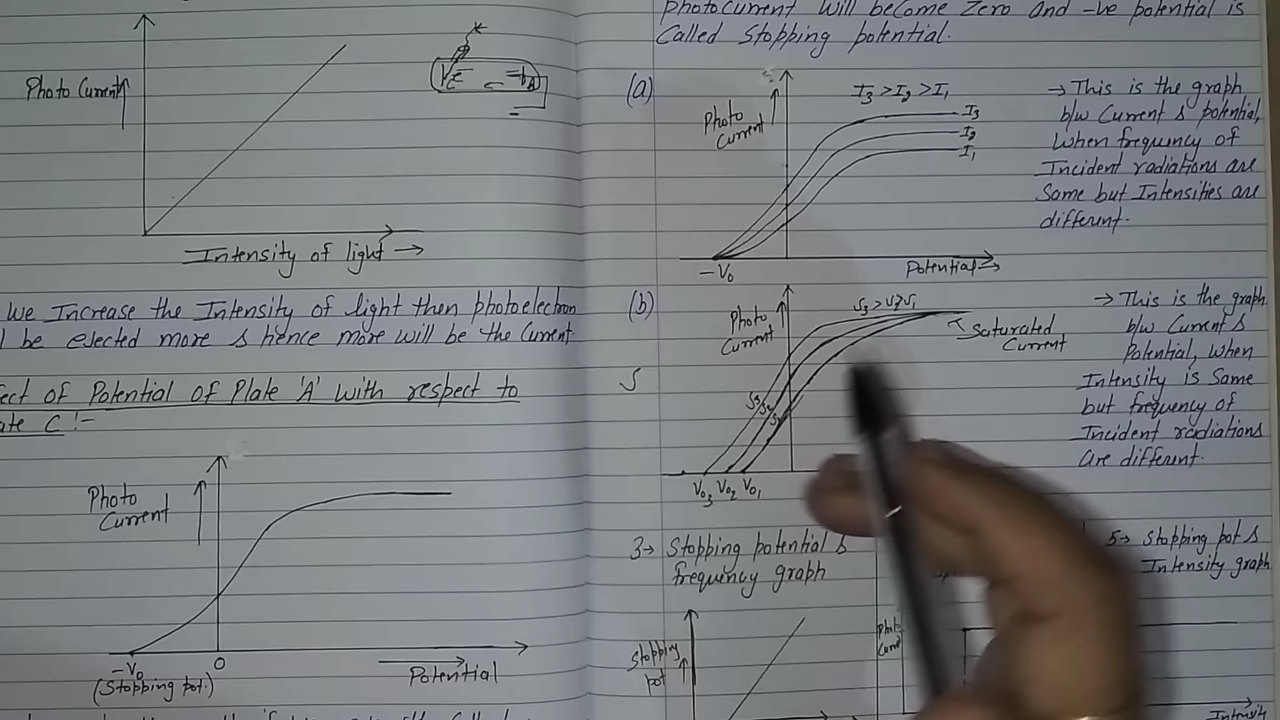 Photo Current
Intensity of light →
we Increase the Intensity of light then photoelectron
be ejected more & hence more will be the Current.
ect of Potential of Plate 'A' with respect to
ate C :-
Photo
Current
-V₀
0
(Stopping pot.)
Potential
Photocurrent will become Zero and -ve potential is
Called Stopping potential.
(a)
Photo
Current
I₃ > I₂ > I₁
I₃
I₂
I₁
-V₀
Potential →
→ This is the graph
b/w Current & potential,
When frequency of
Incident radiations are
Same but Intensities are
different.
(b)
Photo
Current
Saturated
Current
V₀₃ V₀₂ V₀₁
→ This is the graph
b/w Current &
Potential, when
Intensity is Same
but frequency of
Incident radiations
are different.
3→ Stopping potential &
frequency graph
Stopping
pot
5→ Stopping pot &
Intensity graph
Intensity